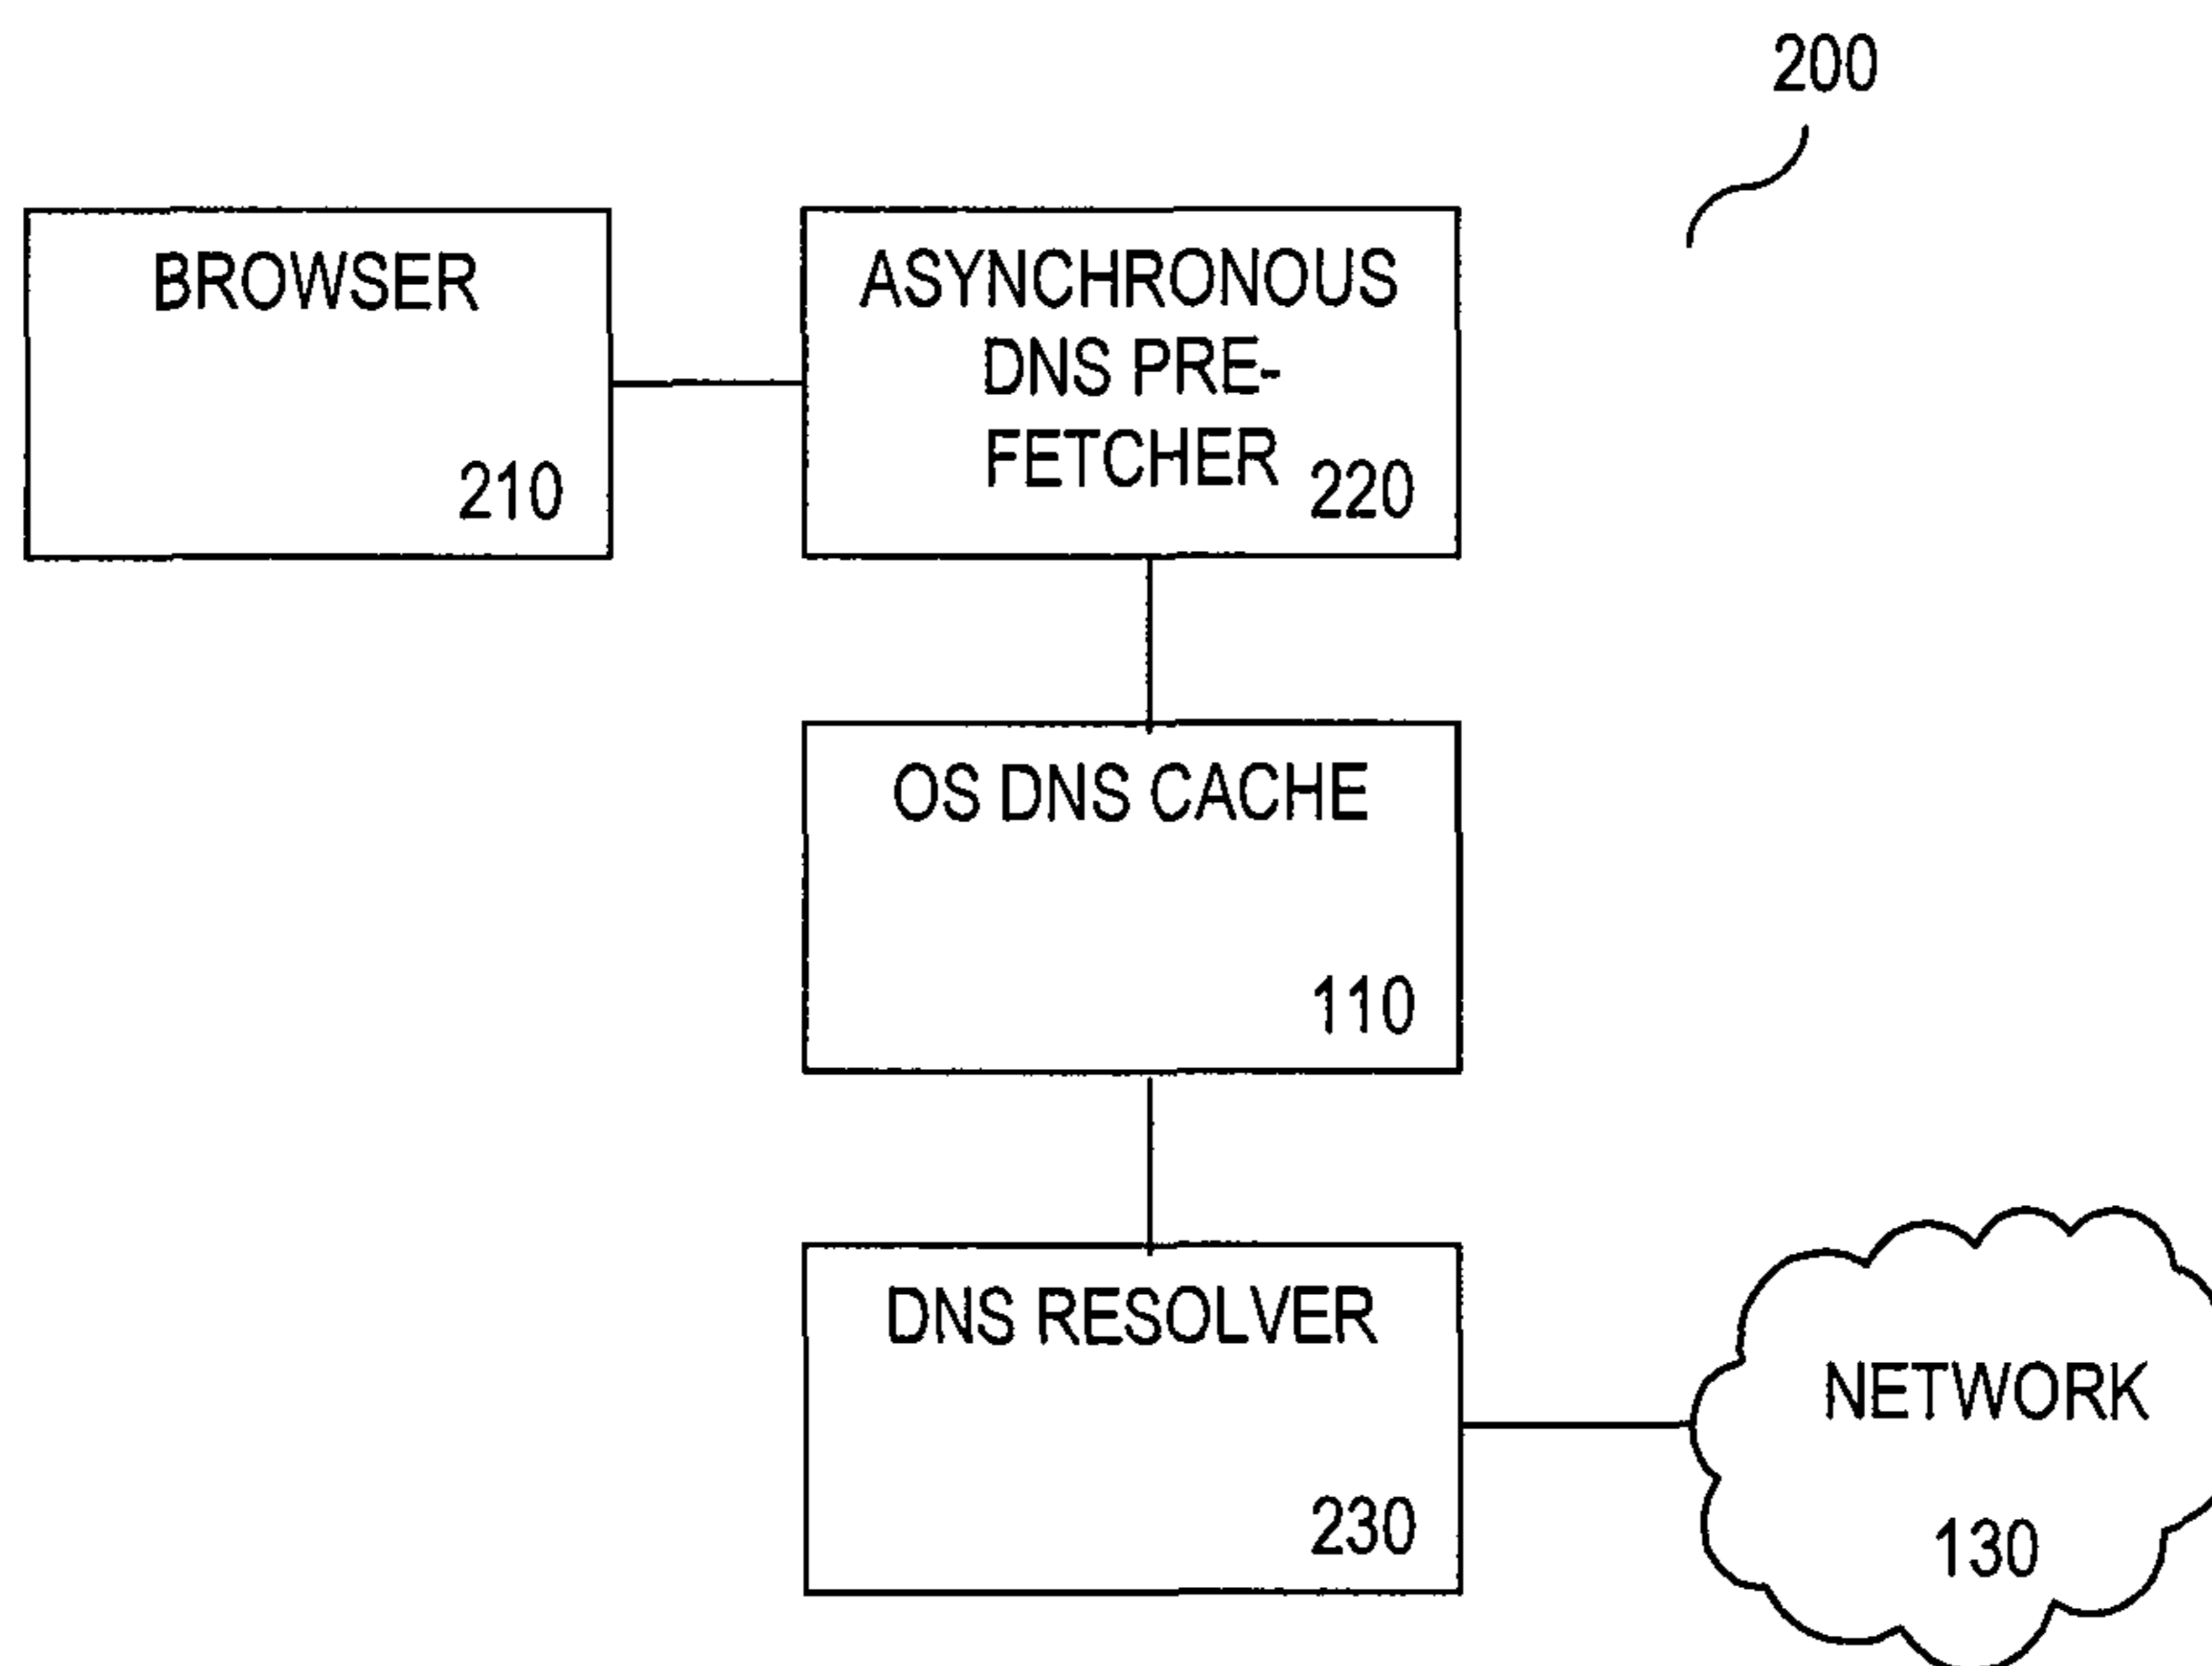 200
BROWSER
210
ASYNCHRONOUS
DNS PRE-
FETCHER
220
OS DNS CACHE
110
DNS RESOLVER
230
NETWORK
130